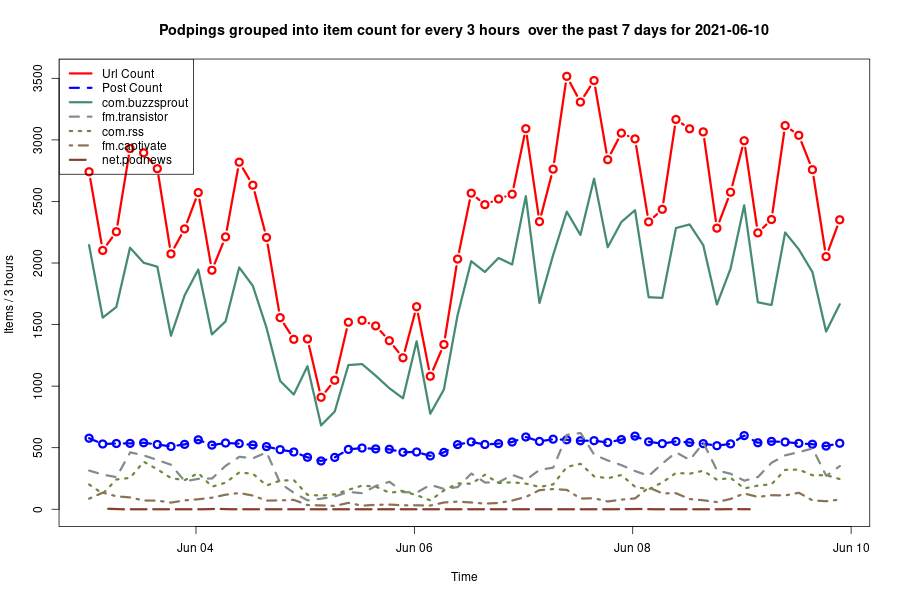 Podpings grouped into item count for every 3 hours  over the past 7 days for 2021-06-10
Url Count
Post Count
com.buzzsprout
fm.transistor
com.rss
fm.captivate
net.podnews
Items / 3 hours
3500
3000
2500
2000
1500
1000
500
0
Jun 04
Jun 06
Jun 08
Jun 10
Time